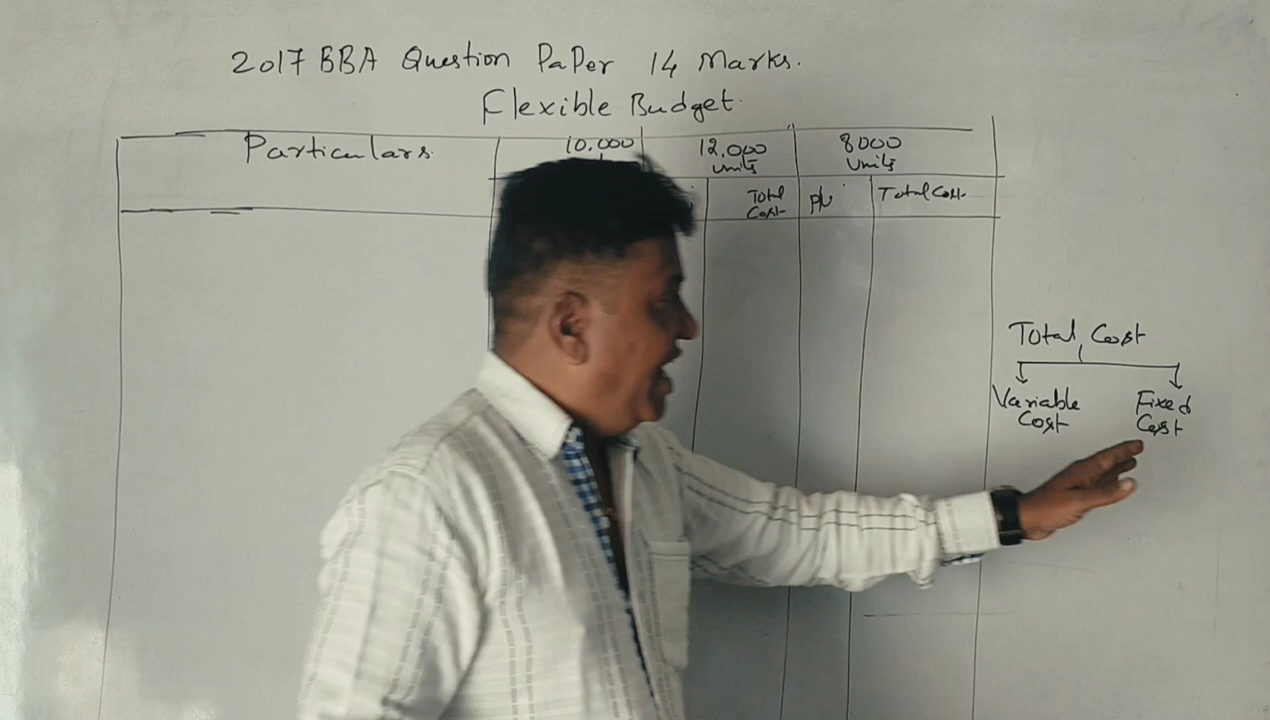 2017 BBA Question PaPer 14 Marks.
Flexible Budget.
Particulars 10,000 12,000 units 8000 Units
Total Cost p/u Total Cost
Total Cost
Variable Cost Fixed Cost